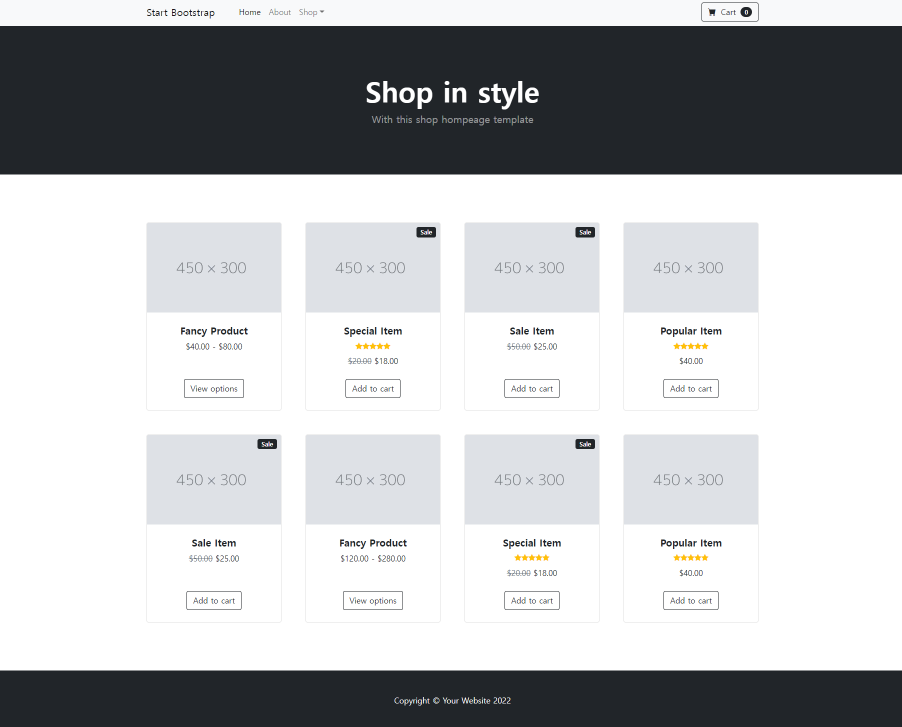 Start Bootstrap Home About Shop Cart 0
Shop in style
With this shop hompeage template
450 × 300
Fancy Product
$40.00 - $80.00
View options
Sale
450 × 300
Special Item
$20.00 $18.00
Add to cart
Sale
450 × 300
Sale Item
$50.00 $25.00
Add to cart
450 × 300
Popular Item
$40.00
Add to cart
Sale
450 × 300
Sale Item
$50.00 $25.00
Add to cart
450 × 300
Fancy Product
$120.00 - $280.00
View options
Sale
450 × 300
Special Item
$20.00 $18.00
Add to cart
450 × 300
Popular Item
$40.00
Add to cart
Copyright © Your Website 2022